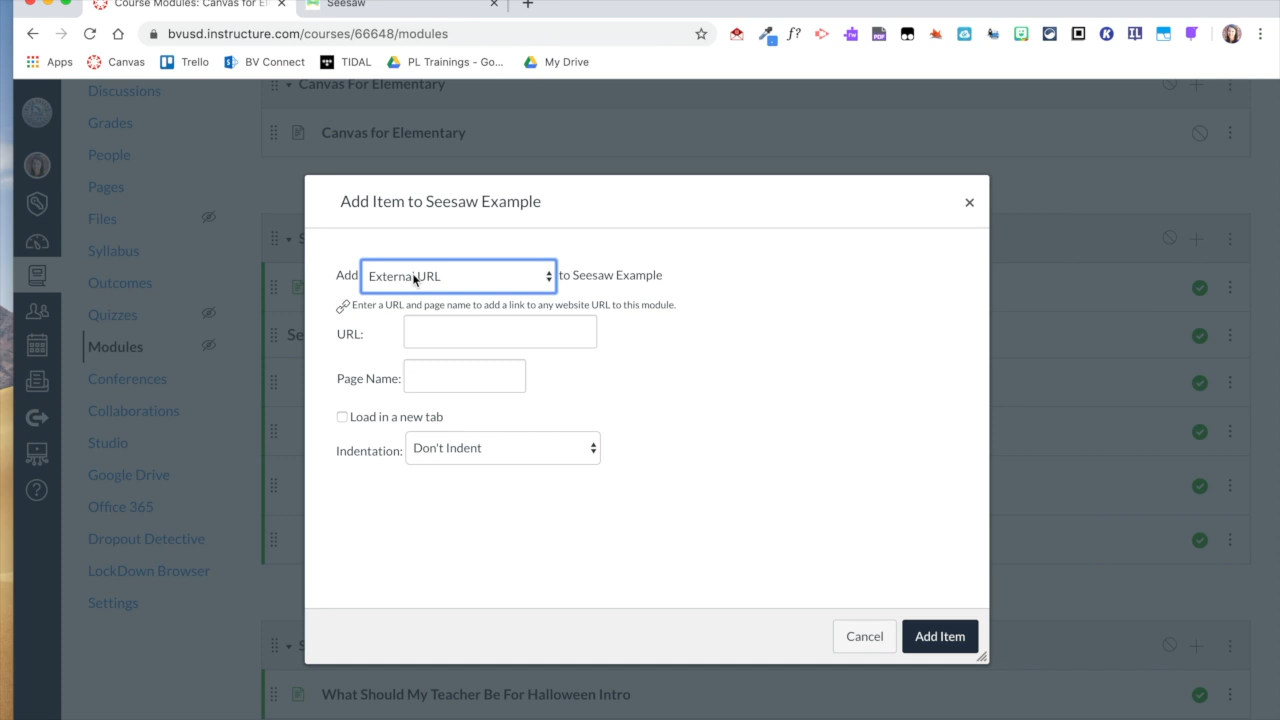 Course Modules: Canvas for El
Seesaw
bvusd.instructure.com/courses/66648/modules
Apps
Canvas
Trello
BV Connect
TIDAL
PL Trainings - Go...
My Drive
Discussions
Grades
People
Pages
Files
Syllabus
Outcomes
Quizzes
Modules
Conferences
Collaborations
Studio
Google Drive
Office 365
Dropout Detective
LockDown Browser
Settings
Canvas For Elementary
Canvas for Elementary
S
Se
Add Item to Seesaw Example
Add External URL to Seesaw Example
Enter a URL and page name to add a link to any website URL to this module.
URL:
Page Name:
Load in a new tab
Indentation: Don't Indent
Cancel
Add Item
S
What Should My Teacher Be For Halloween Intro